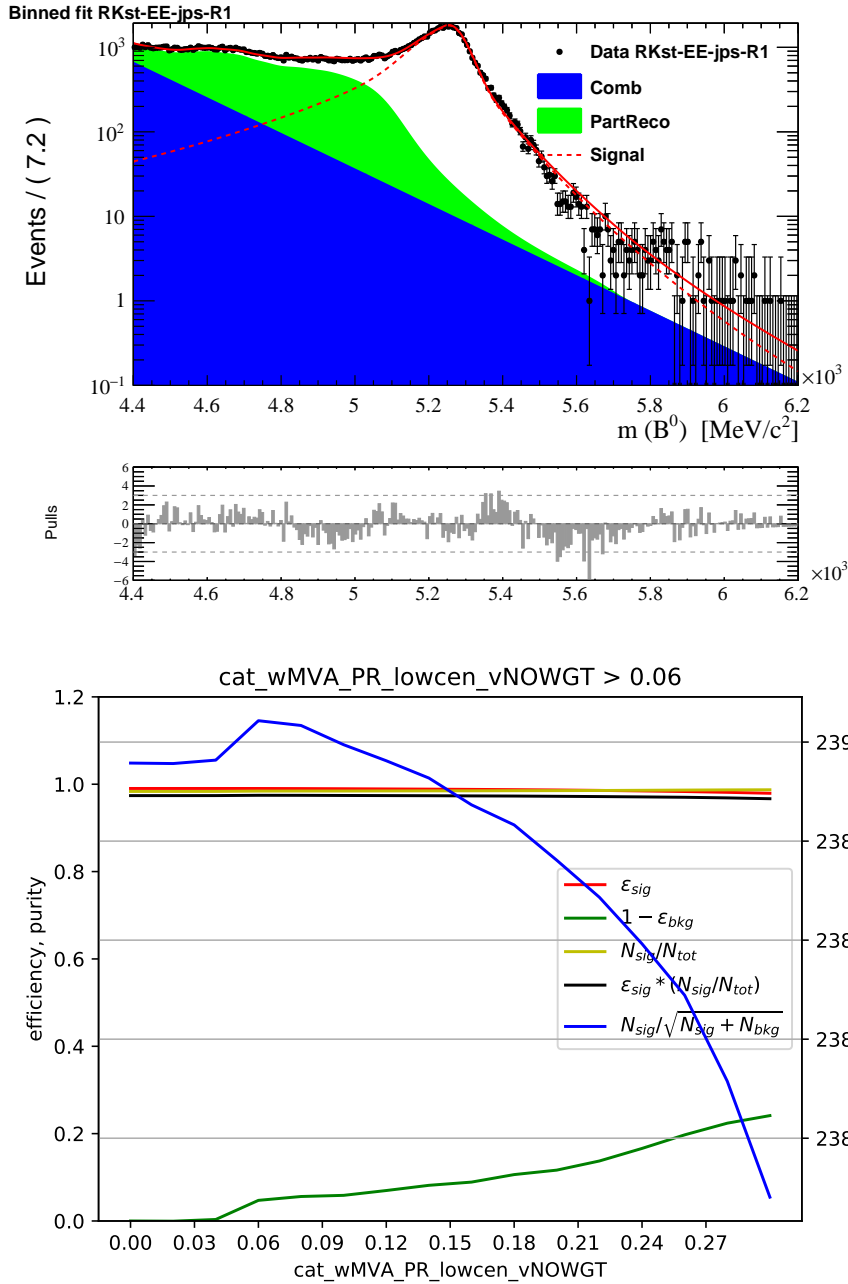 Binned fit RKst-EE-jps-R1
Events / ( 7.2 )
10³
10²
10
1
10⁻¹
Data RKst-EE-jps-R1
Comb
PartReco
Signal
×10³
4.4 4.6 4.8 5 5.2 5.4 5.6 5.8 6 6.2
m (B⁰) [MeV/c²]
Pulls
6
4
2
0
−2
−4
−6
×10³
4.4 4.6 4.8 5 5.2 5.4 5.6 5.8 6 6.2
cat_wMVA_PR_lowcen_vNOWGT > 0.06
efficiency, purity
1.2
1.0
0.8
0.6
0.4
0.2
0.0
239
238
238
238
238
ε_sig
1 − ε_bkg
N_sig/N_tot
ε_sig * (N_sig/N_tot)
N_sig/√(N_sig + N_bkg)
0.00 0.03 0.06 0.09 0.12 0.15 0.18 0.21 0.24 0.27
cat_wMVA_PR_lowcen_vNOWGT